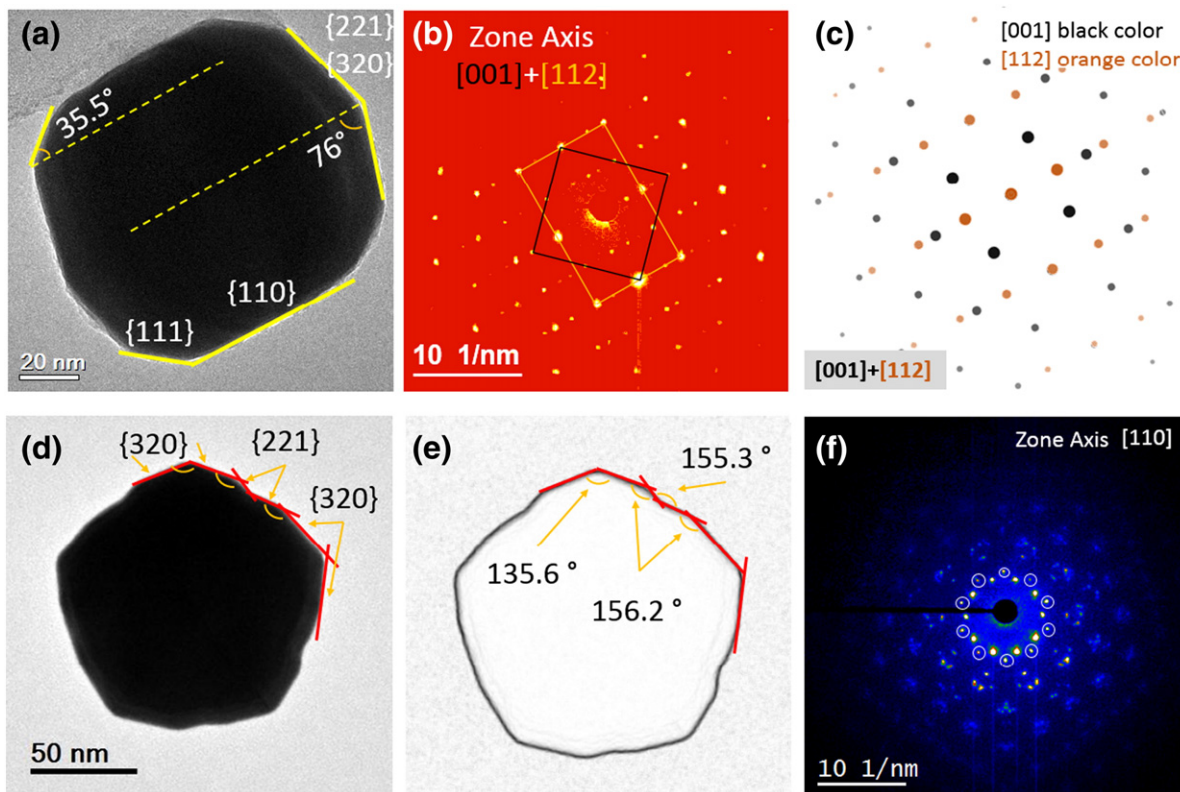 (a)
{221}
{320}
35.5°
76°
{110}
{111}
20 nm
(b)
Zone Axis
[001]+[112]
10 1/nm
(c)
[001] black color
[112] orange color
[001]+[112]
(d)
{320}
{221}
{320}
50 nm
(e)
155.3 °
135.6 °
156.2 °
(f)
Zone Axis [110]
10 1/nm